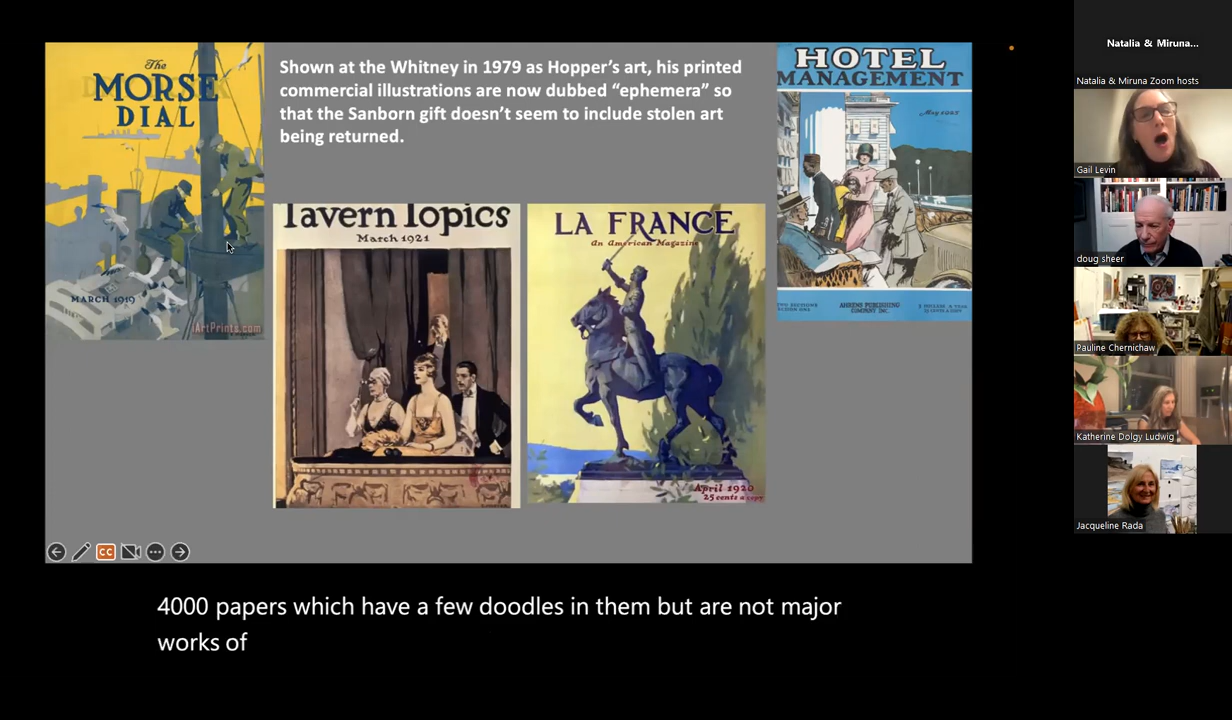 The
MORSE
DIAL
MARCH 1919
iArtPrints.com
Shown at the Whitney in 1979 as Hopper's art, his printed
commercial illustrations are now dubbed “ephemera” so
that the Sanborn gift doesn't seem to include stolen art
being returned.
Tavern Topics
March 1921
LA FRANCE
An American Magazine
April 1920
25 cents a copy
HOTEL
MANAGEMENT
AHRENS PUBLISHING
COMPANY INC.
CC
4000 papers which have a few doodles in them but are not major
works of
Natalia & Miruna...
Natalia & Miruna Zoom hosts
Gail Levin
doug sheer
Pauline Chernichaw
Katherine Dolgy Ludwig
Jacqueline Rada